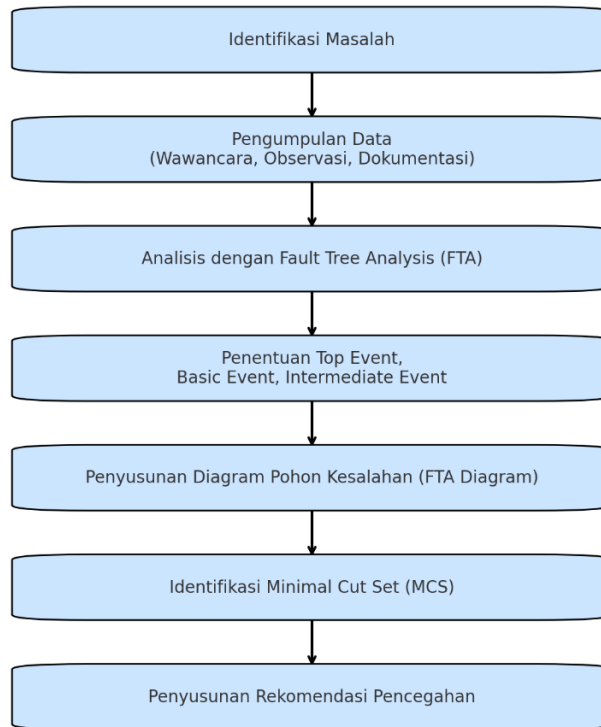 Identifikasi Masalah
Pengumpulan Data
(Wawancara, Observasi, Dokumentasi)
Analisis dengan Fault Tree Analysis (FTA)
Penentuan Top Event,
Basic Event, Intermediate Event
Penyusunan Diagram Pohon Kesalahan (FTA Diagram)
Identifikasi Minimal Cut Set (MCS)
Penyusunan Rekomendasi Pencegahan